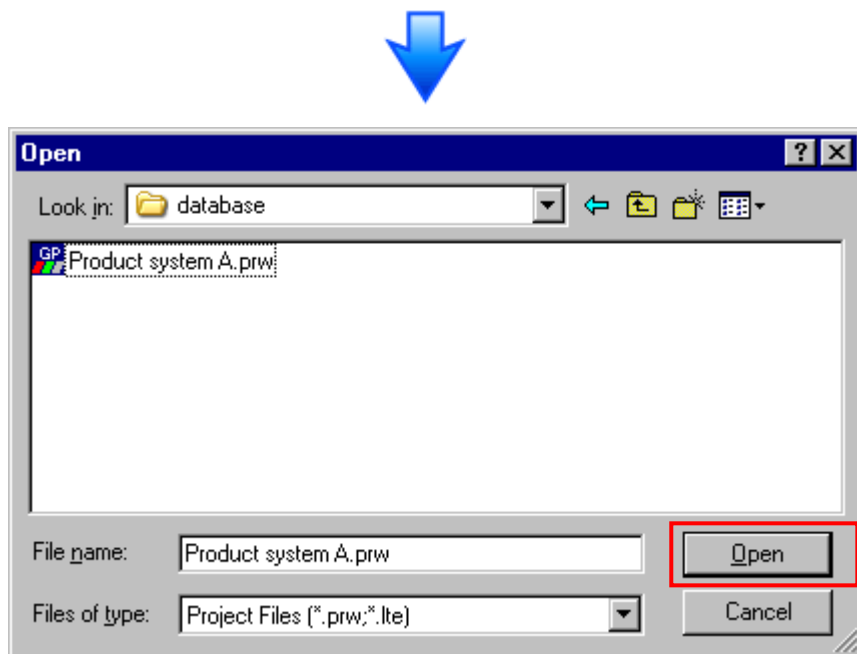 Open
Look in: database
GP Product system A.prw
File name: Product system A.prw Open
Files of type: Project Files (*.prw;*.lte) Cancel